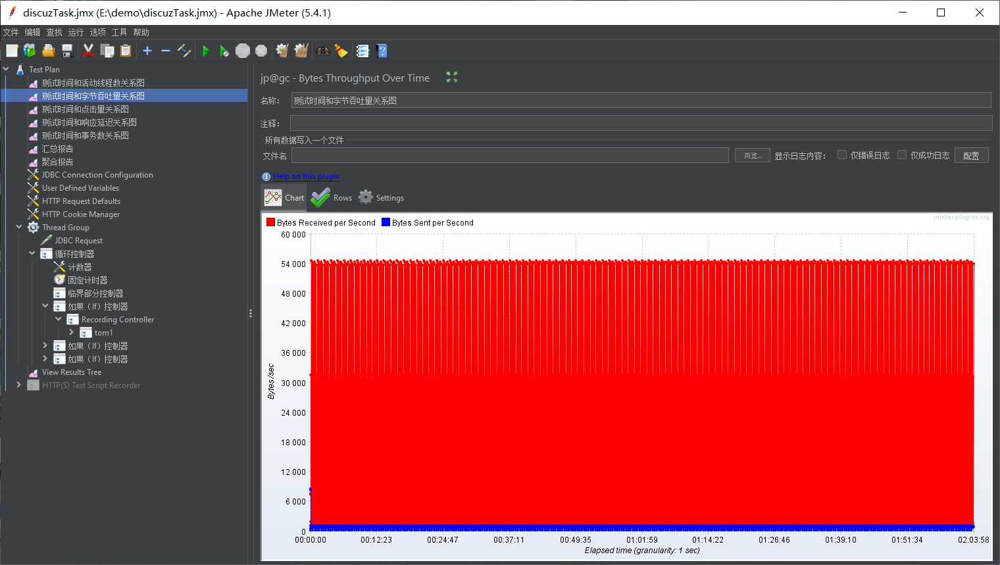 discuzTask.jmx (E:\demo\discuzTask.jmx) - Apache JMeter (5.4.1)
文件 编辑 查找 运行 选项 工具 帮助
STOP
Test Plan
测试时间和活动线程数关系图
测试时间和字节吞吐量关系图
测试时间和点击量关系图
测试时间和响应延迟关系图
测试时间和事务数关系图
汇总报告
聚合报告
JDBC Connection Configuration
User Defined Variables
HTTP Request Defaults
HTTP Cookie Manager
Thread Group
JDBC Request
循环控制器
计数器
固定计时器
临界部分控制器
如果（If）控制器
Recording Controller
tom1
如果（If）控制器
如果（If）控制器
View Results Tree
HTTP(S) Test Script Recorder
jp@gc - Bytes Throughput Over Time
名称： 测试时间和字节吞吐量关系图
注释：
所有数据写入一个文件
文件名 浏览... 显示日志内容： 仅错误日志 仅成功日志 配置
Help on this plugin
Chart Rows Settings
jmeter-plugins.org
Bytes Received per Second Bytes Sent per Second
60 000
54 000
48 000
42 000
36 000
30 000
24 000
18 000
12 000
6 000
0
Bytes /sec
00:00:00 00:12:23 00:24:47 00:37:11 00:49:35 01:01:59 01:14:22 01:26:46 01:39:10 01:51:34 02:03:58
Elapsed time (granularity: 1 sec)